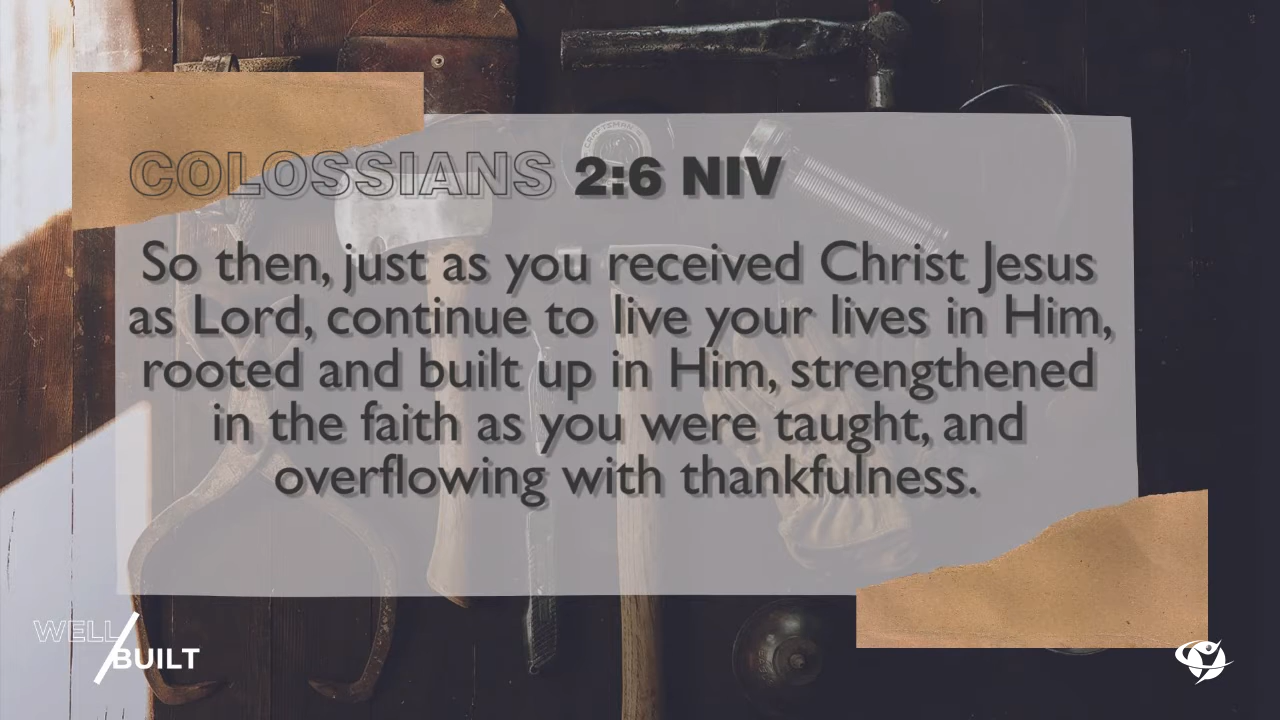 COLOSSIANS 2:6 NIV
So then, just as you received Christ Jesus
as Lord, continue to live your lives in Him,
rooted and built up in Him, strengthened
in the faith as you were taught, and
overflowing with thankfulness.
WELL
BUILT
CRAFTSMAN